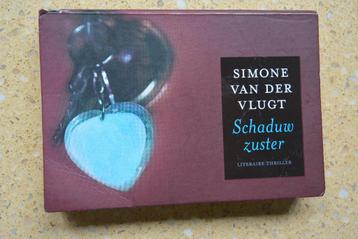 SIMONE
VAN DER
VLUGT
Schaduw
zuster
LITERAIRE THRILLER